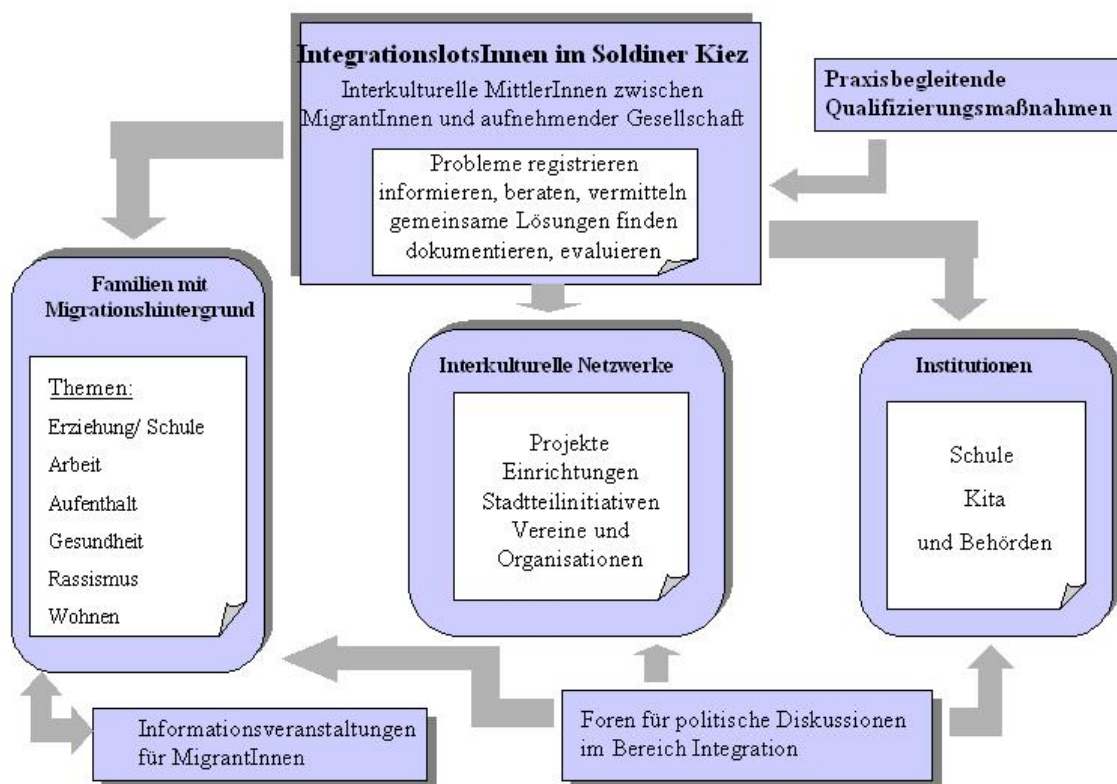 IntegrationslotsInnen im Soldiner Kiez
Interkulturelle MittlerInnen zwischen
MigrantInnen und aufnehmender Gesellschaft
Probleme registrieren
informieren, beraten, vermitteln
gemeinsame Lösungen finden
dokumentieren, evaluieren
Praxisbegleitende
Qualifizierungsmaßnahmen
Familien mit
Migrationshintergrund
Themen:
Erziehung/ Schule
Arbeit
Aufenthalt
Gesundheit
Rassismus
Wohnen
Interkulturelle Netzwerke
Projekte
Einrichtungen
Stadtteilinitiativen
Vereine und
Organisationen
Institutionen
Schule
Kita
und Behörden
Informationsveranstaltungen
für MigrantInnen
Foren für politische Diskussionen
im Bereich Integration